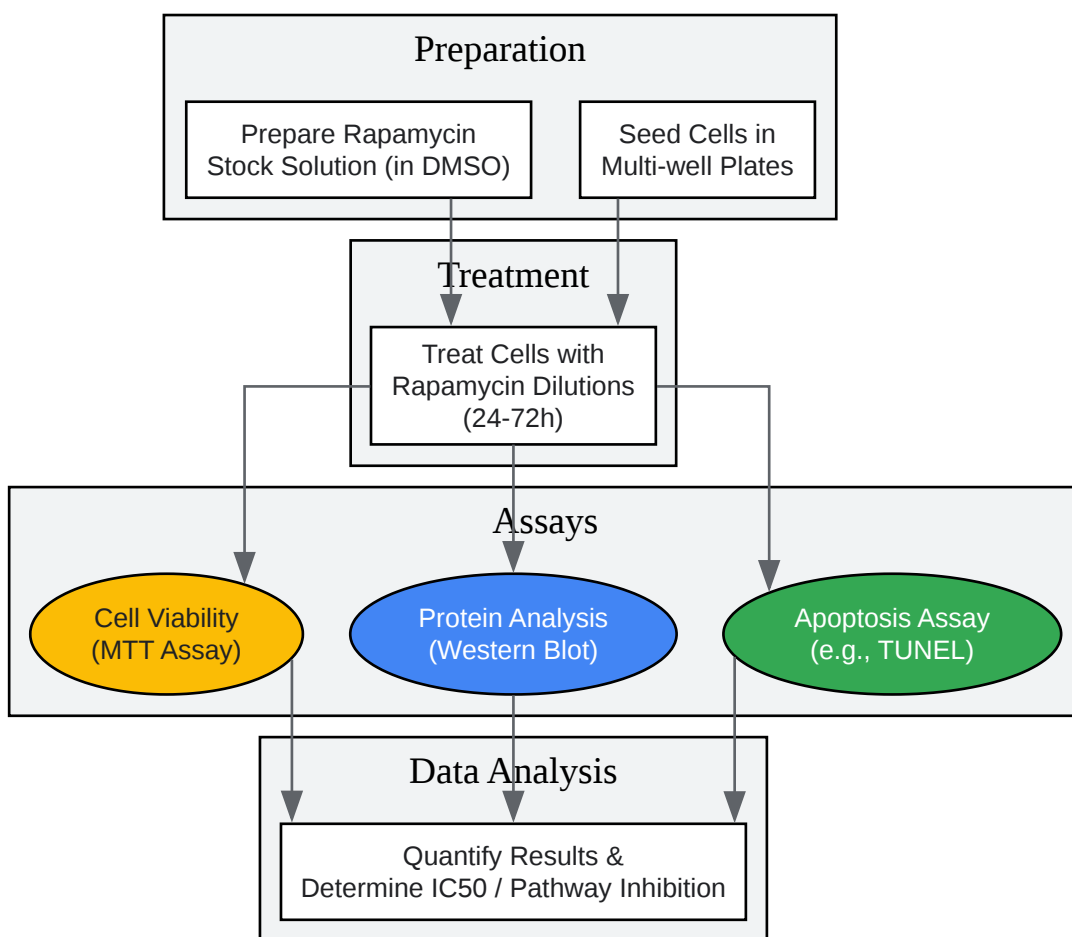 Preparation
Prepare Rapamycin
Stock Solution (in DMSO)
Seed Cells in
Multi-well Plates
Treatment
Treat Cells with
Rapamycin Dilutions
(24-72h)
Assays
Cell Viability
(MTT Assay)
Protein Analysis
(Western Blot)
Apoptosis Assay
(e.g., TUNEL)
Data Analysis
Quantify Results &
Determine IC50 / Pathway Inhibition